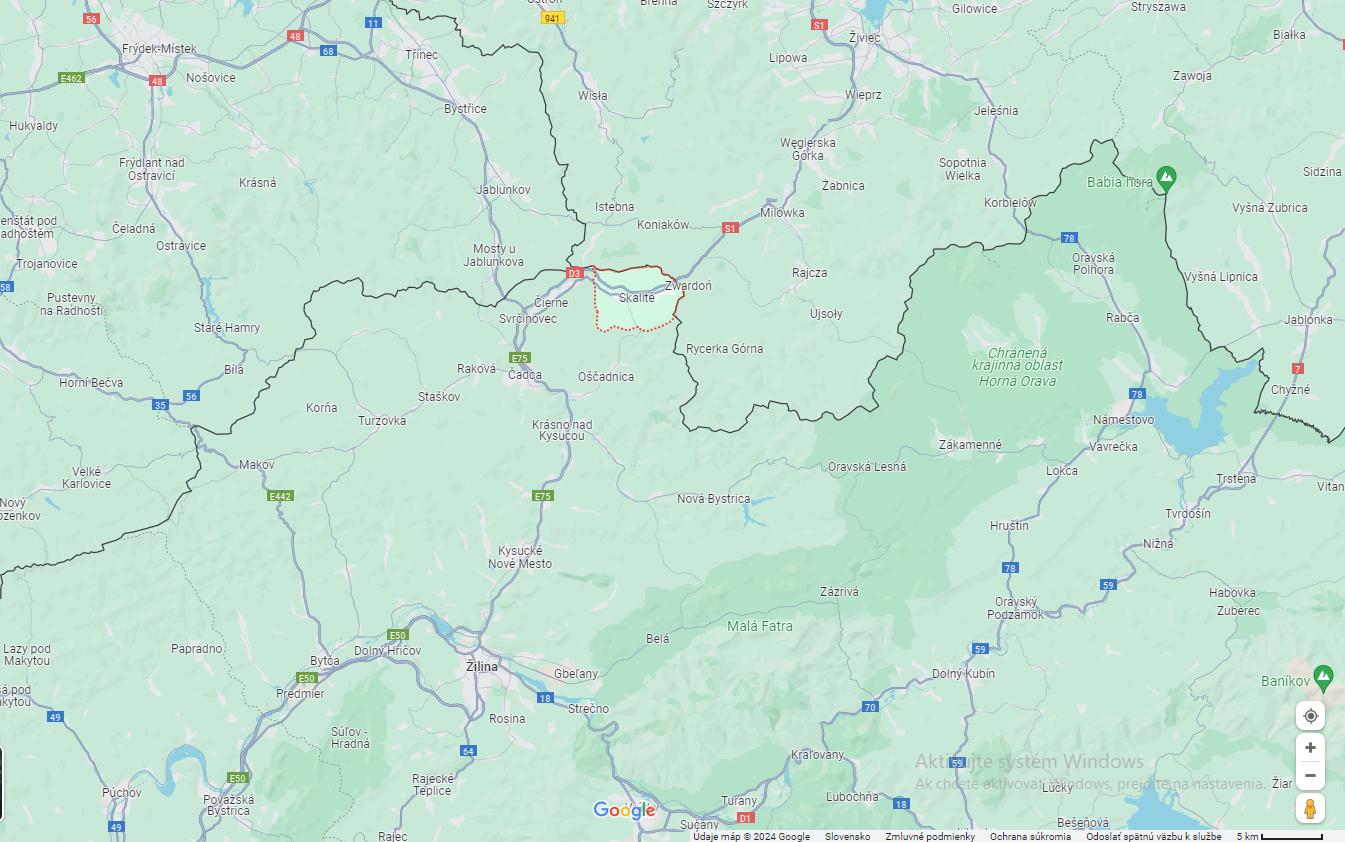 Ostroń
Brenna
Szczyrk
Gilowice
Stryszawa
56
11
941
S1
48
Frýdek-Místek
68
Třinec
Lipowa
Živiec
Białka
E462
48
Nošovice
Wisła
Wieprz
Zawoja
Bystřice
Jeleśnia
Hukvaldy
Węgierska
Górka
Frýdlant nad
Ostravicí
Krásná
Jablunkov
Żabnica
Sopotnia
Wielka
Babia hora
Sidzina
Istebna
Koniaków
Milówka
Korbielów
Vyšná Zubrica
enštát pod
adhoštěm
Čeladná
S1
78
Ostravice
Mosty u
Jablunkova
Trojanovice
D3
Rajcza
Oravská
Polhora
Vyšná Lipnica
58
Pustevny
na Radhošti
Čierne
Skalité
Zwardoń
Svrčinovec
Ujsoły
Rabča
Jablonka
Staré Hamry
Rycerka Górna
Chránená
krajinná oblasť
Horná Orava
E75
Bílá
Raková
Čadca
Oščadnica
7
Horní Bečva
56
35
Staškov
78
Chyžné
Korňa
Turzovka
Krásno nad
Kysucou
Námestovo
Zákamenné
Vavrečka
Makov
Oravská Lesná
Lokca
Velké
Karlovice
Trstená
Nový
ozenkov
E442
E75
Nová Bystrica
Vitan
Tvrdošín
Hruštín
Kysucké
Nové Mesto
Nižná
78
59
Zázrivá
Habovka
Oravský
Podzámok
Zuberec
Malá Fatra
E50
Belá
Lazy pod
Makytou
Papradno
Dolný Hričov
59
Bytča
Žilina
Gbeľany
Dolný Kubín
E50
Baníkov
sá pod
akytou
Predmier
18
Strečno
70
49
Rosina
Súľov -
Hradná
64
Kraľovany
59
Aktivujte systém Windows
E50
Rajecké
Teplice
Ak chcete aktivovať Windows, prejdite na nastavenia.
Žiar
Púchov
Považská
Bystrica
Turany
Ľubochňa
Lúčky
18
Google
D1
49
Sučany
Bešeňová
Rajec
Údaje máp © 2024 Google Slovensko Zmluvné podmienky Ochrana súkromia Odoslať spätnú väzbu k službe 5 km